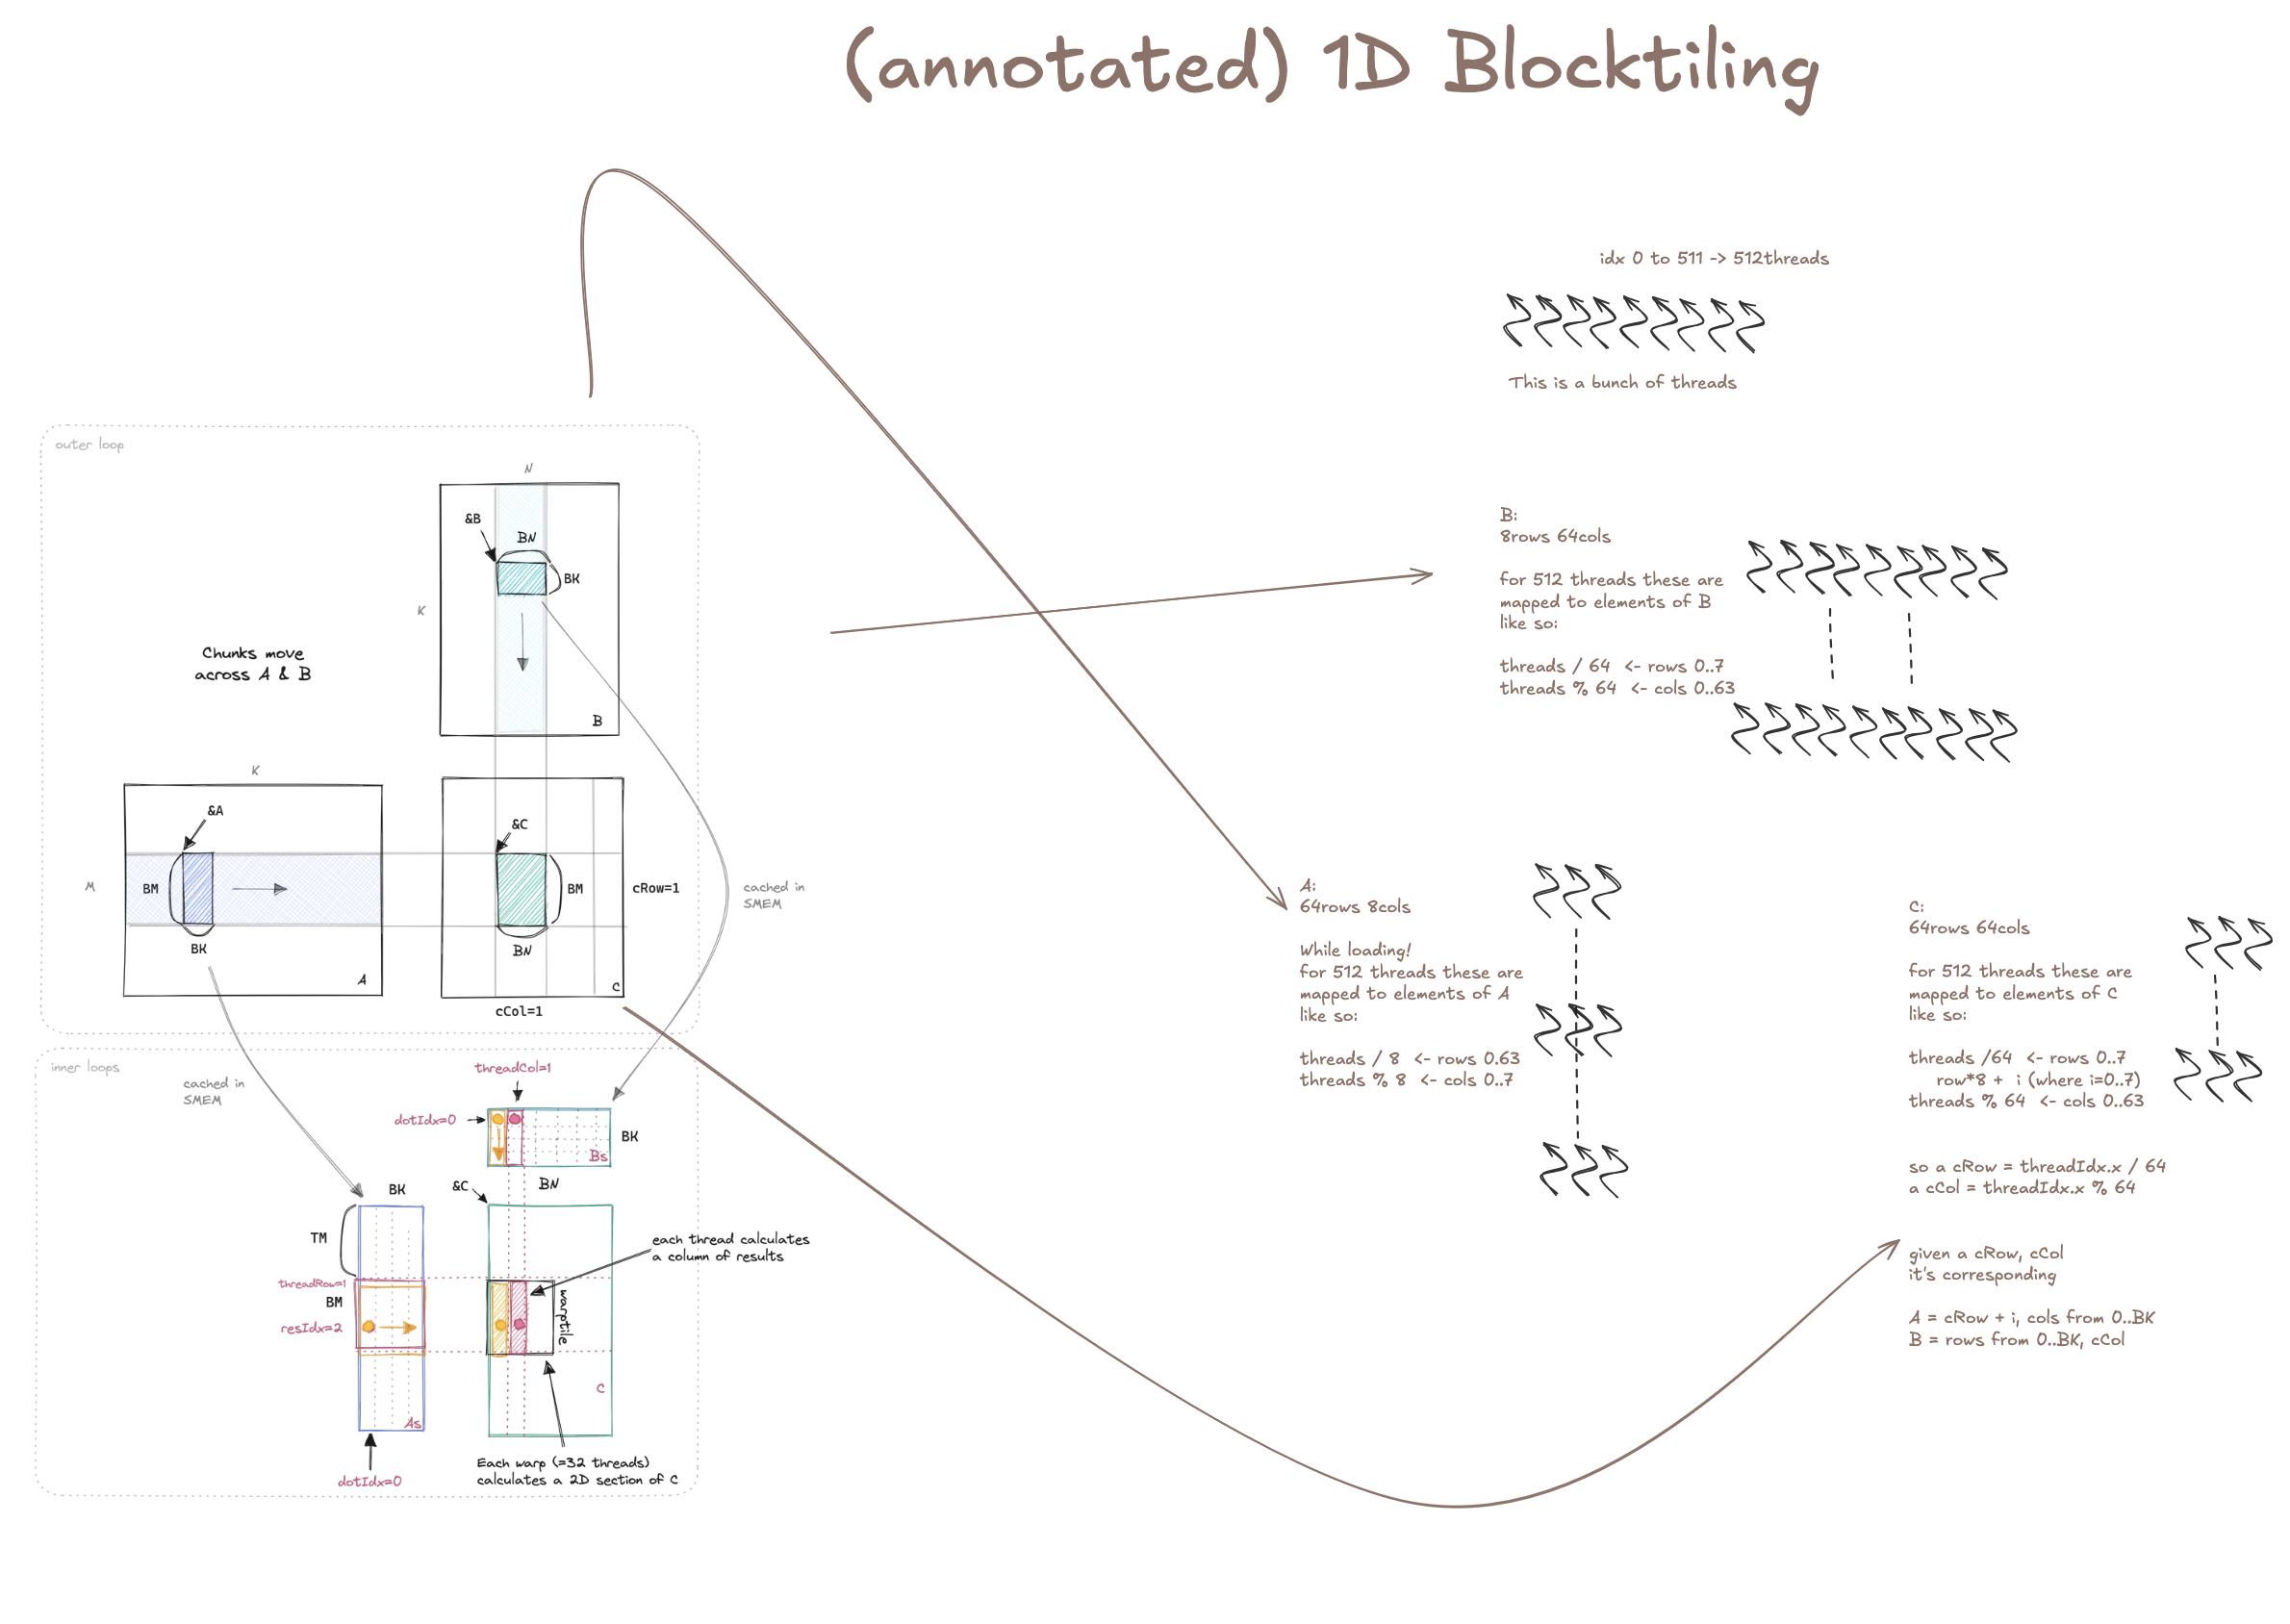 (annotated) 1D Blocktiling
idx 0 to 511 -> 512threads
This is a bunch of threads
outer loop
N
&B
BN
BK
K
B
Chunks move
across A & B
K
&A
M
BM
BK
A
&C
BM
cRow=1
BN
C
cCol=1
cached in
SMEM
inner loops
cached in
SMEM
threadCol=1
dotIdx=0
BK
Bs
BN
BK
&C
TM
each thread calculates
a column of results
threadRow=1
BM
resIdx=2
warptile
C
As
dotIdx=0
Each warp (=32 threads)
calculates a 2D section of C
B:
8rows 64cols
for 512 threads these are
mapped to elements of B
like so:
threads / 64 <- rows 0..7
threads % 64 <- cols 0..63
A:
64rows 8cols
While loading!
for 512 threads these are
mapped to elements of A
like so:
threads / 8 <- rows 0.63
threads % 8 <- cols 0..7
C:
64rows 64cols
for 512 threads these are
mapped to elements of C
like so:
threads /64 <- rows 0..7
row*8 + i (where i=0..7)
threads % 64 <- cols 0..63
so a cRow = threadIdx.x / 64
a cCol = threadIdx.x % 64
given a cRow, cCol
it's corresponding
A = cRow + i, cols from 0..BK
B = rows from 0..BK, cCol